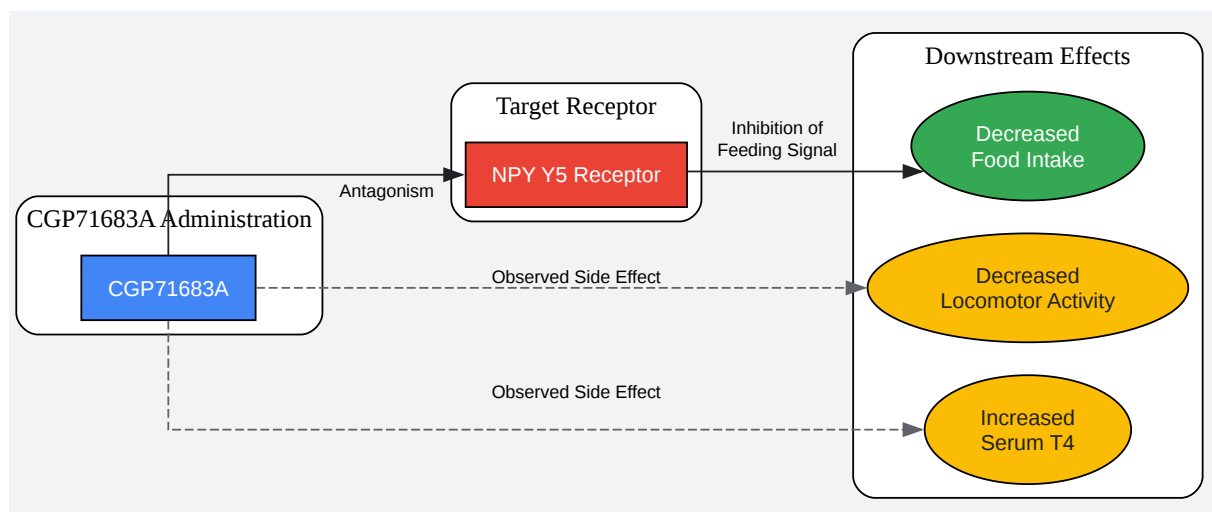 Downstream Effects
Target Receptor
Decreased
Food Intake
Inhibition of
Feeding Signal
NPY Y5 Receptor
Antagonism
CGP71683A Administration
CGP71683A
Observed Side Effect
Decreased
Locomotor Activity
Observed Side Effect
Increased
Serum T4